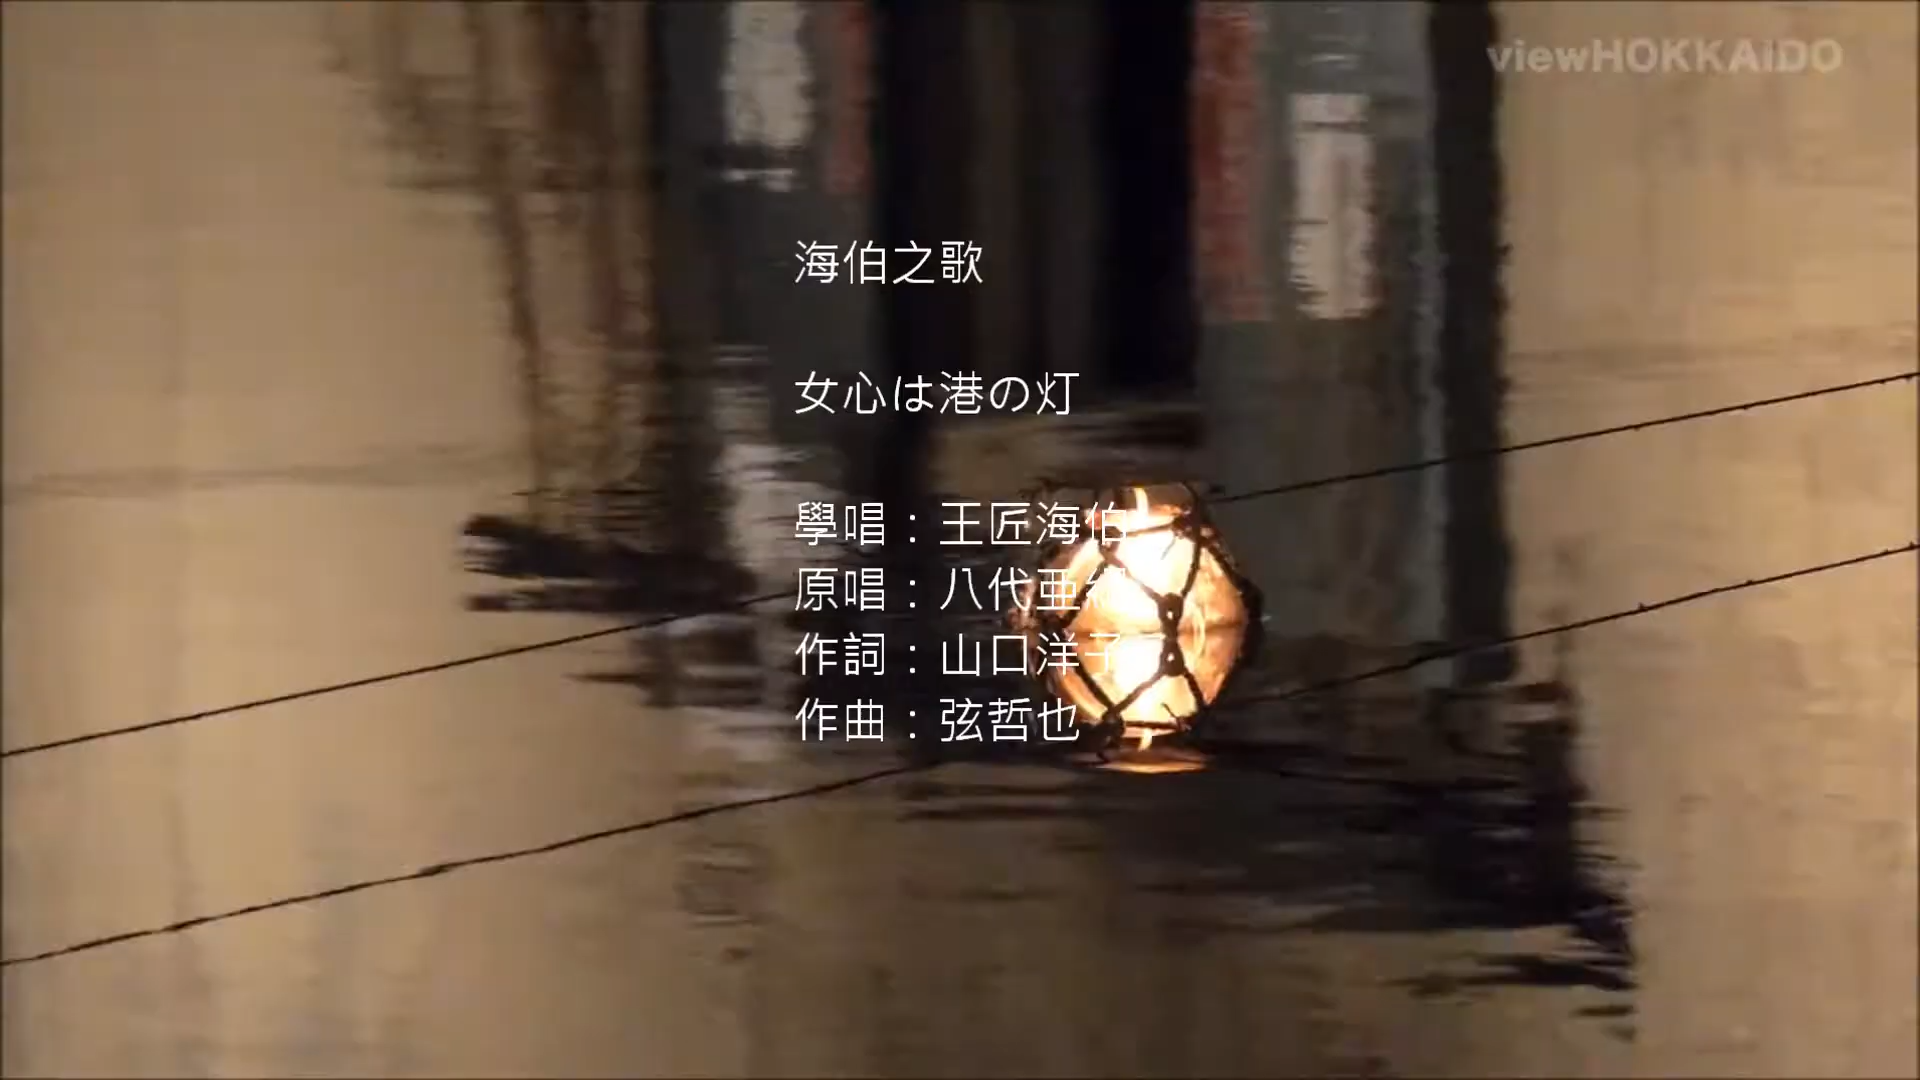 viewHOKKAiDO
海伯之歌
女心は港の灯
學唱：王匠海伯
原唱：八代亜紀
作詞：山口洋子
作曲：弦哲也